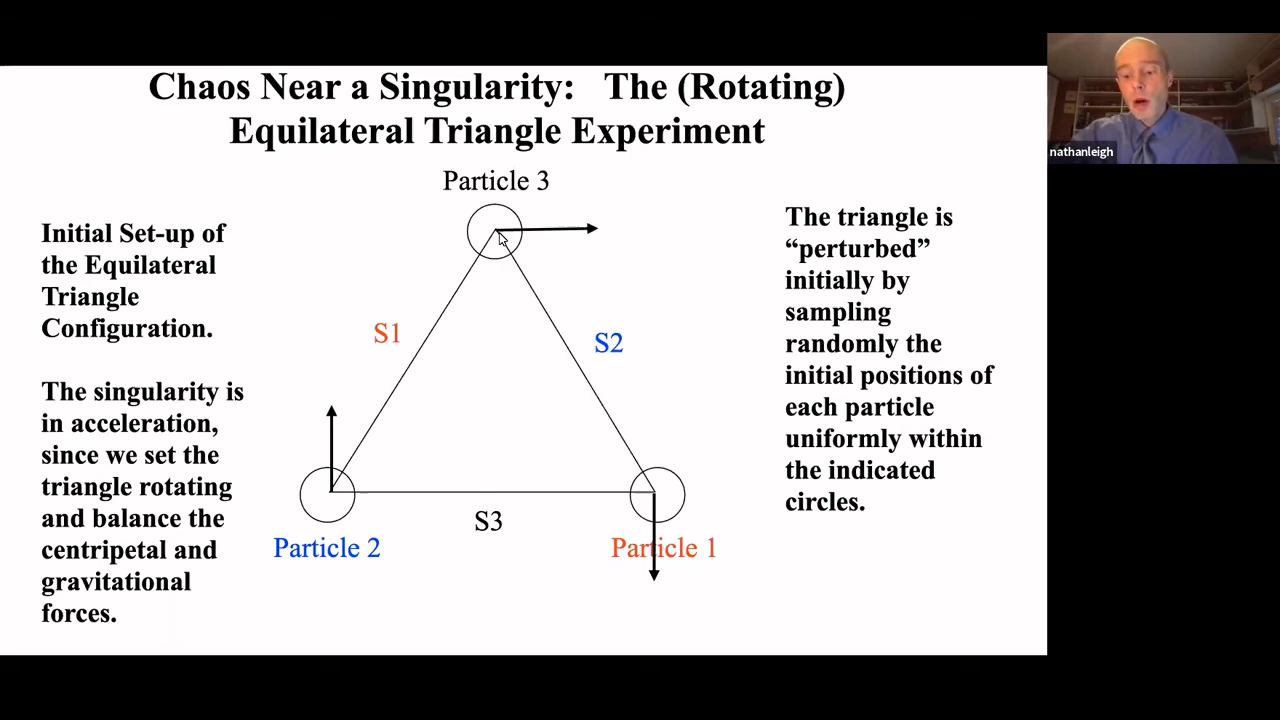 Chaos Near a Singularity: The (Rotating)
Equilateral Triangle Experiment
nathanleigh
Particle 3
Initial Set-up of
the Equilateral
Triangle
Configuration.
The singularity is
in acceleration,
since we set the
triangle rotating
and balance the
centripetal and
gravitational
forces.
S1
S2
S3
Particle 2
Particle 1
The triangle is
“perturbed”
initially by
sampling
randomly the
initial positions of
each particle
uniformly within
the indicated
circles.